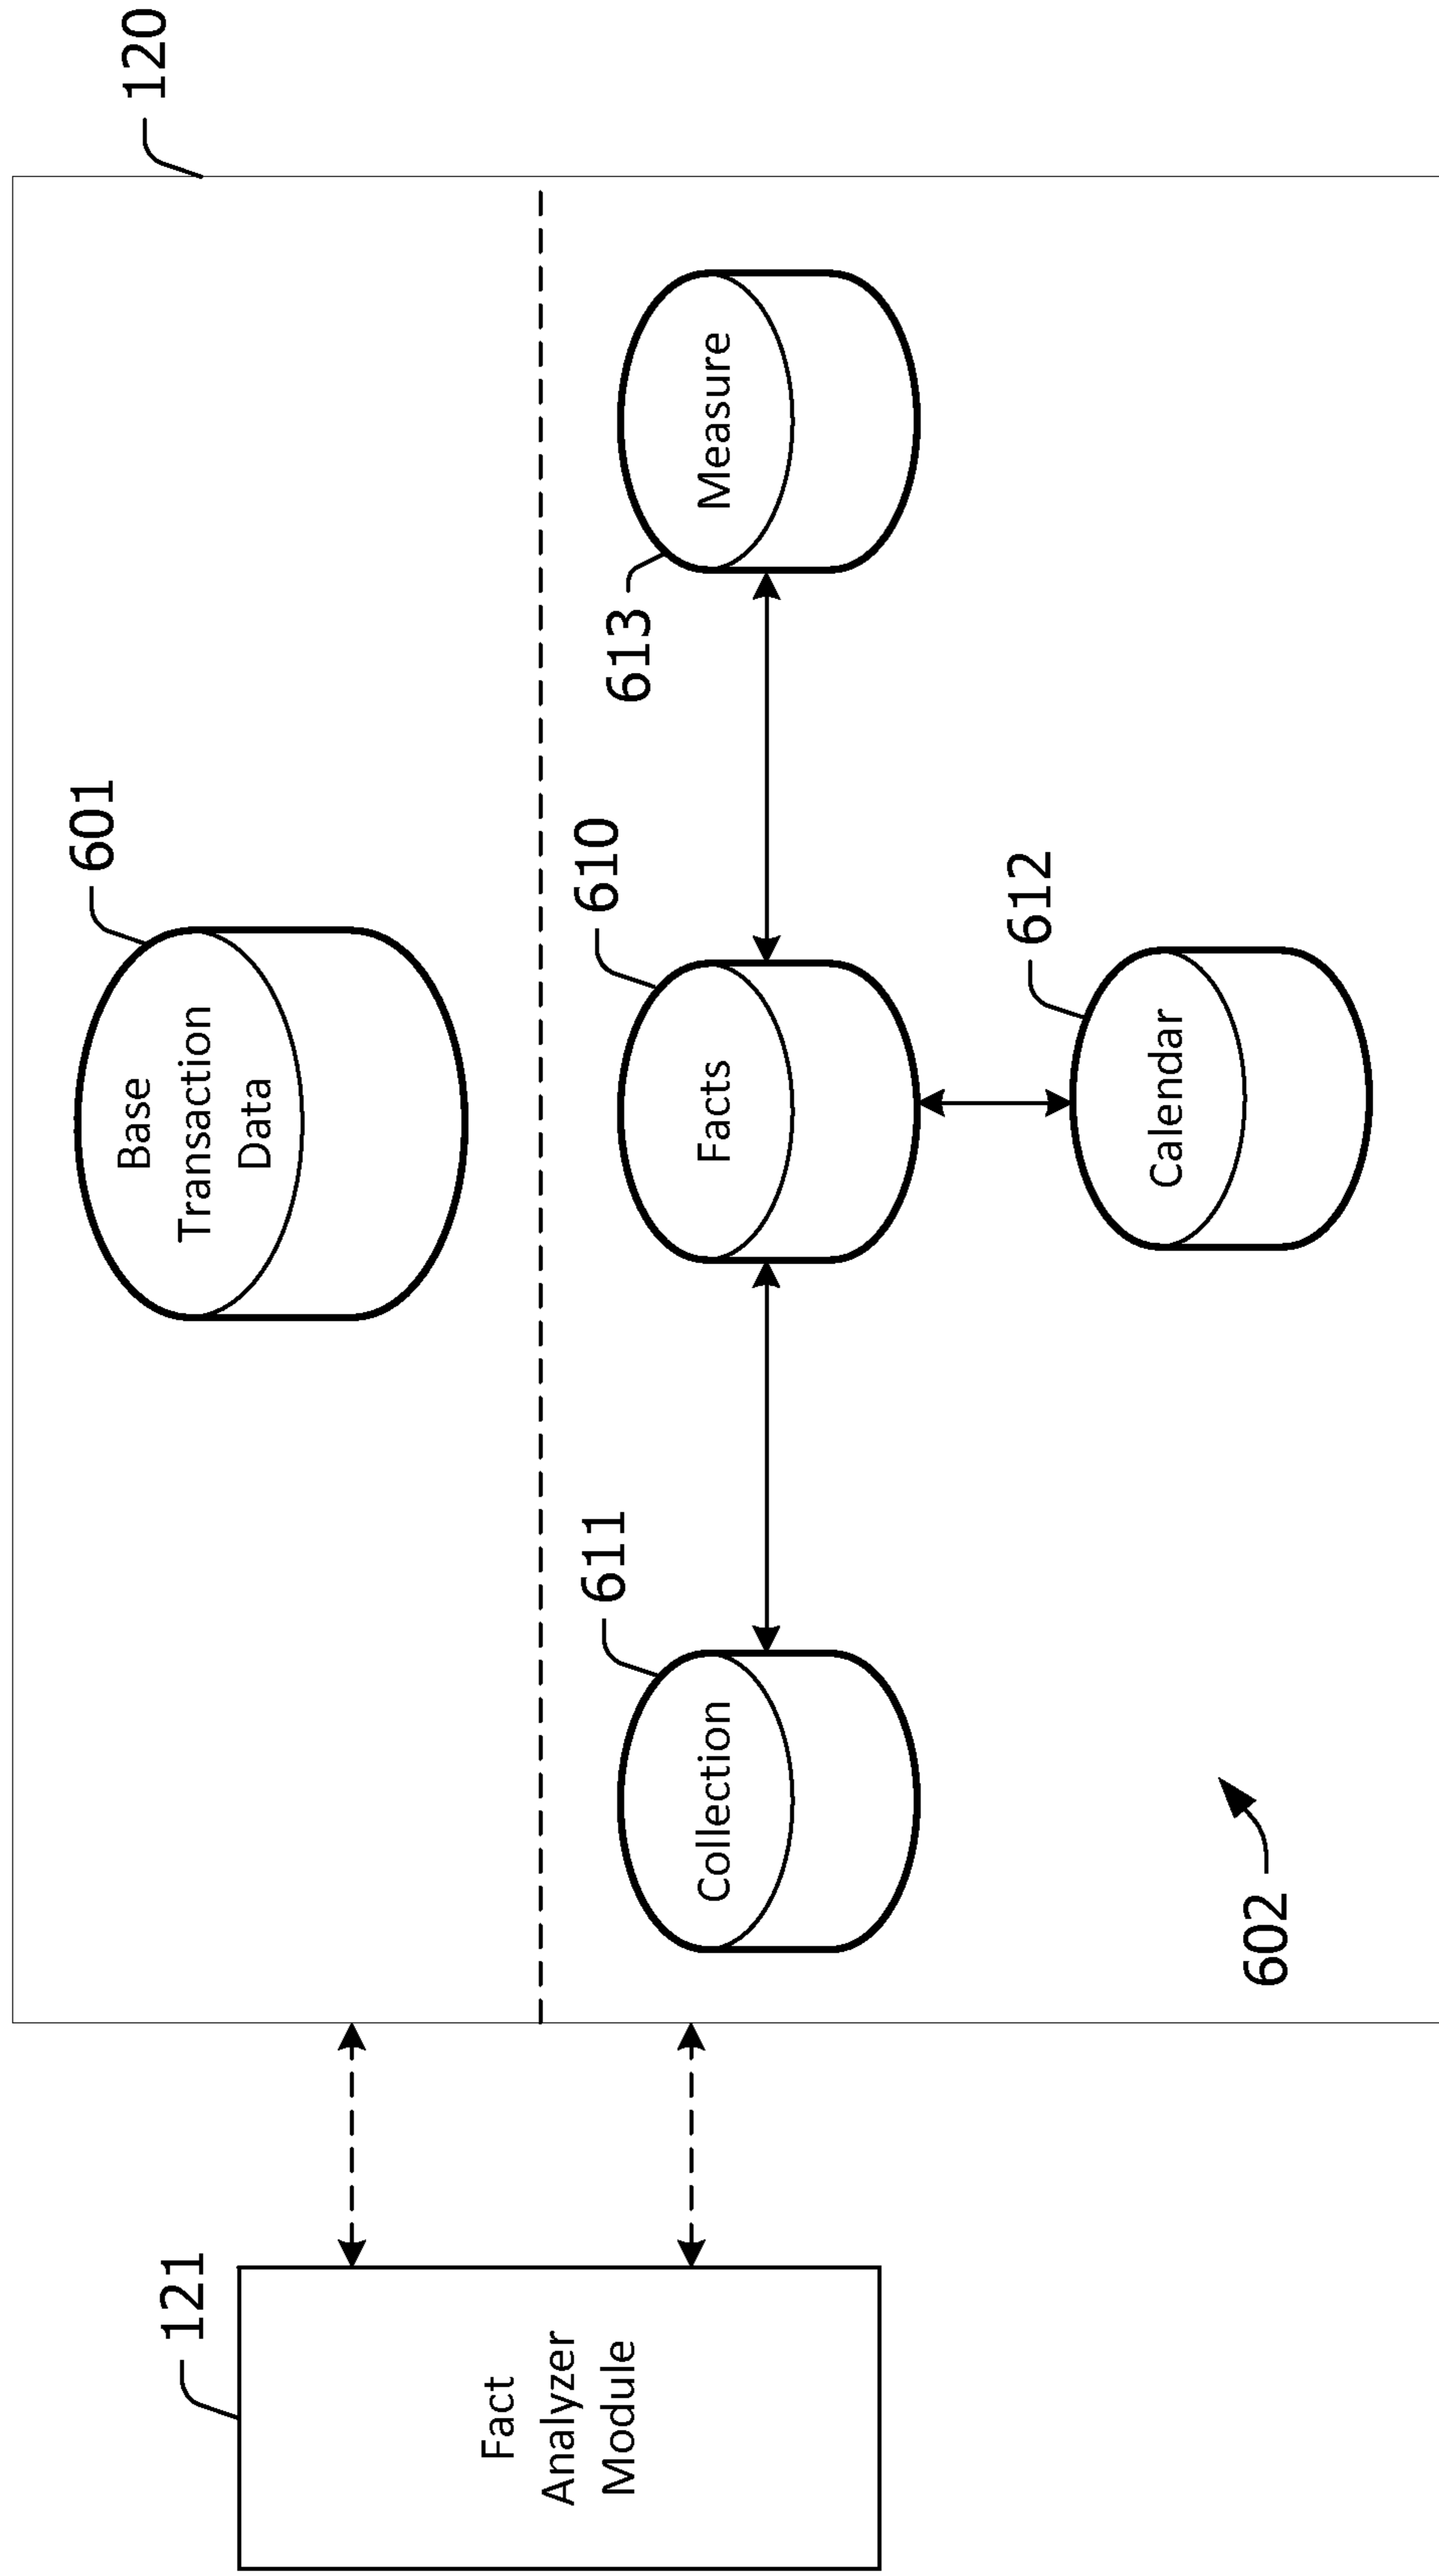 121
Fact
Analyzer
Module
120
601
Base
Transaction
Data
611
Collection
610
Facts
613
Measure
612
Calendar
602